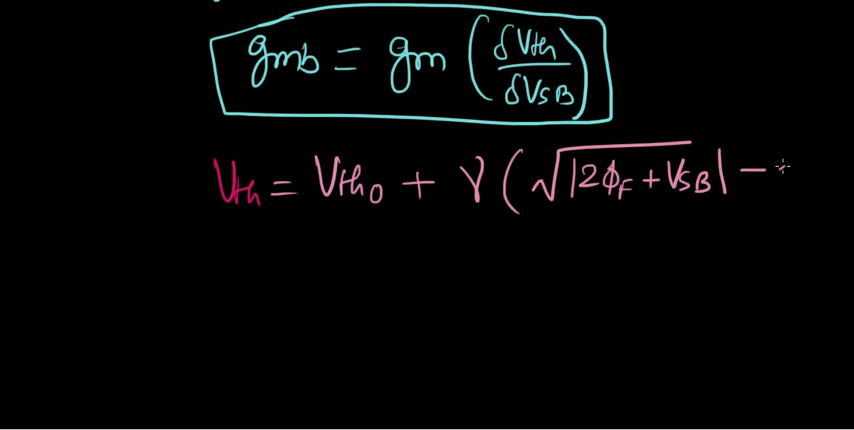 gmb = gm (δVth/δVSB)
Vth = Vth0 + γ (√|2ϕF + VSB| −